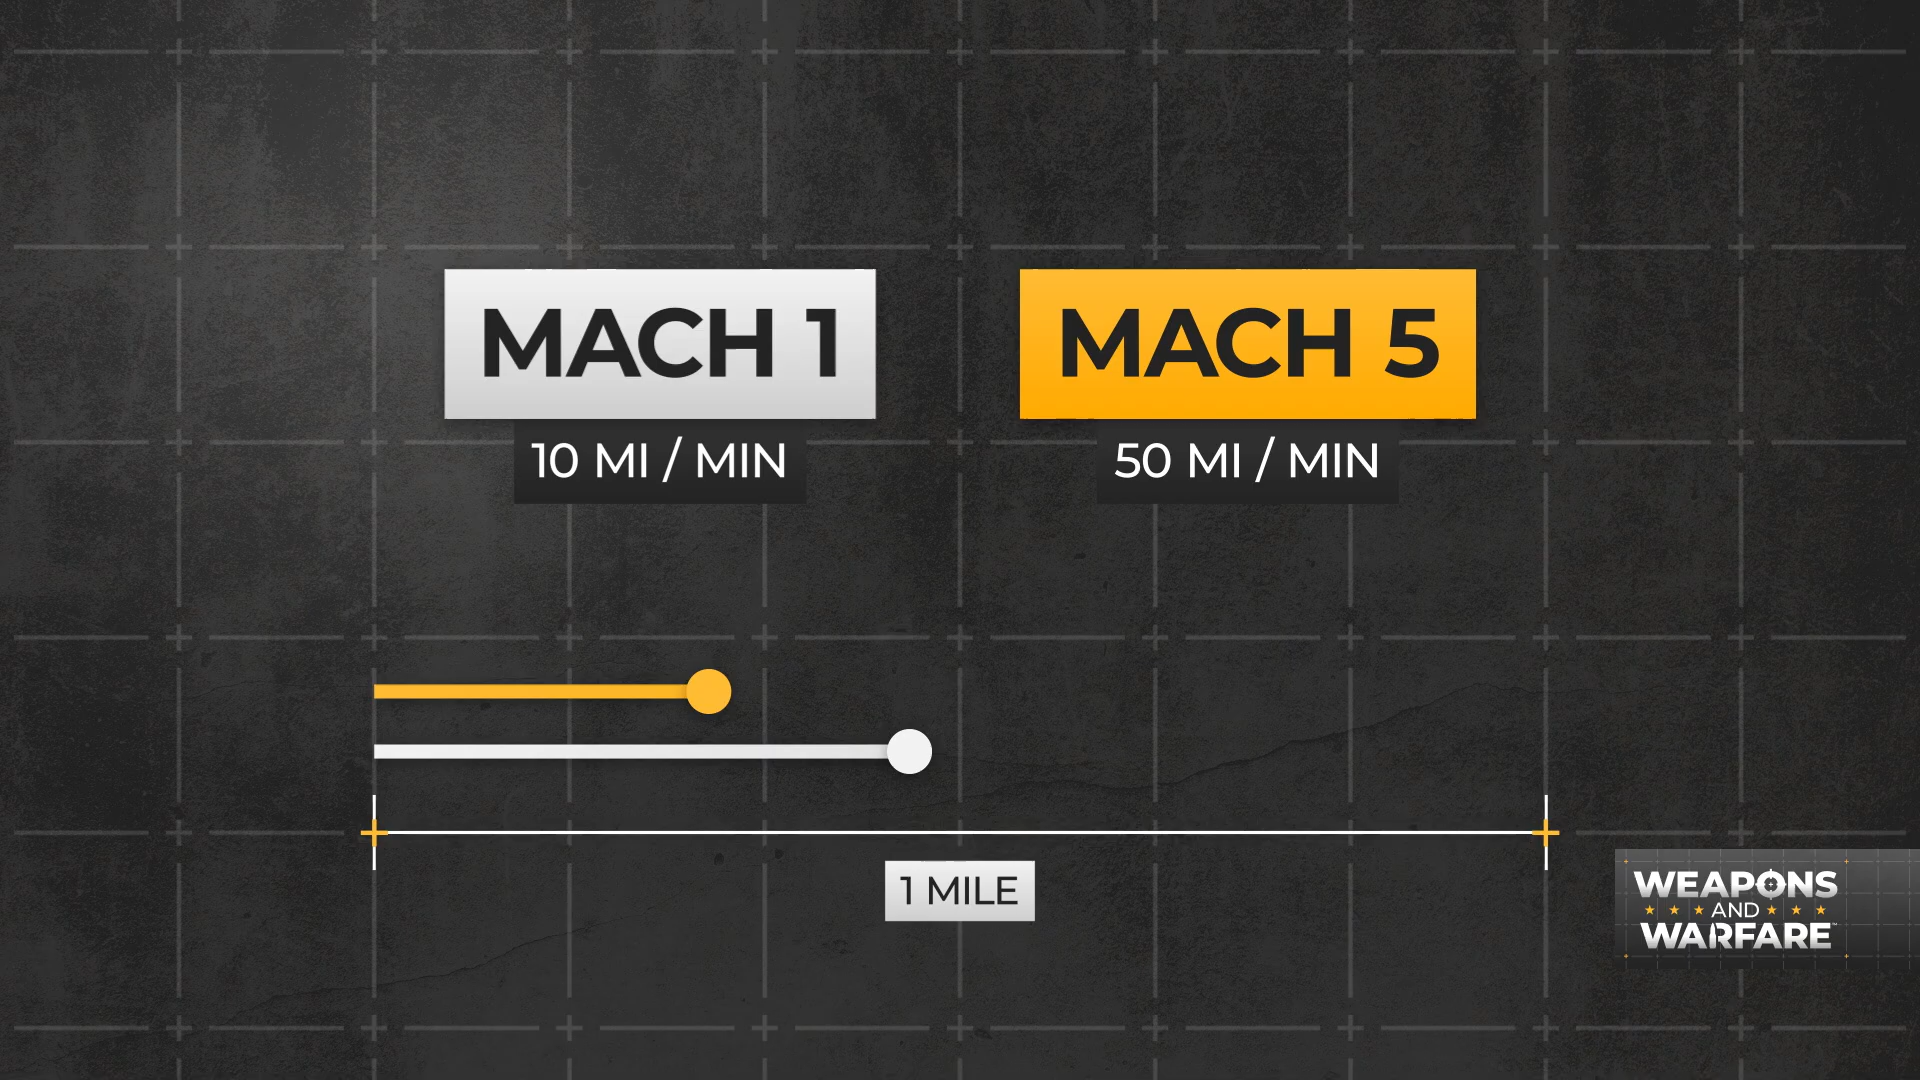 MACH 1
10 MI / MIN
MACH 5
50 MI / MIN
1 MILE
WEAPONS
AND
WARFARE